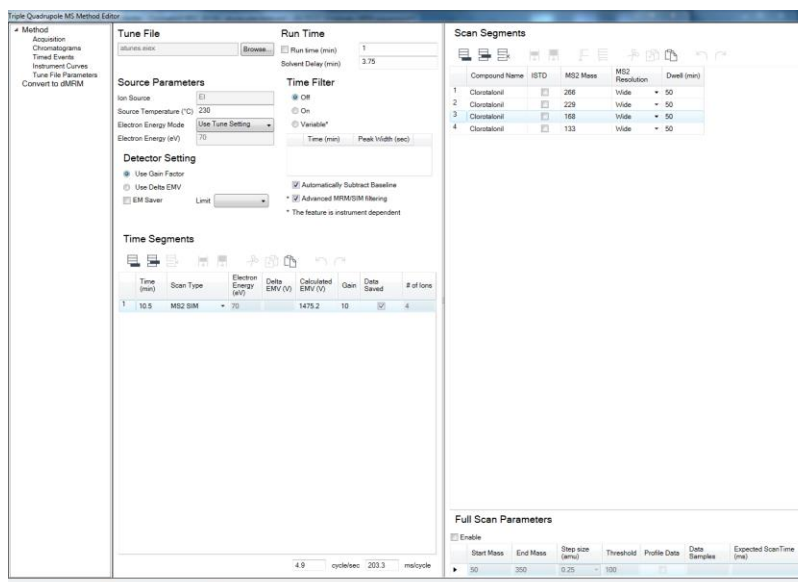 Triple Quadrupole MS Method Editor
Method
Acquisition
Chromatograms
Timed Events
Instrument Curves
Tune File Parameters
Convert to dMRM
Tune File
atunes.eiex
Browse...
Source Parameters
Ion Source EI
Source Temperature (°C) 230
Electron Energy Mode Use Tune Setting
Electron Energy (eV) 70
Detector Setting
Use Gain Factor
Use Delta EMV
EM Saver Limit
Run Time
Run time (min) 1
Solvent Delay (min) 3.75
Time Filter
Off
On
Variable*
Time (min) Peak Width (sec)
Automatically Subtract Baseline
* Advanced MRM/SIM filtering
* The feature is instrument dependent
Time Segments
Time (min) Scan Type Electron Energy (eV) Delta EMV (V) Calculated EMV (V) Gain Data Saved # of Ions
1 10.5 MS2 SIM 70 1475.2 10 4
4.9 cycle/sec 203.3 ms/cycle
Scan Segments
Compound Name ISTD MS2 Mass MS2 Resolution Dwell (min)
1 Clorotalonil 266 Wide 50
2 Clorotalonil 229 Wide 50
3 Clorotalonil 168 Wide 50
4 Clorotalonil 133 Wide 50
Full Scan Parameters
Enable
Start Mass End Mass Step size (amu) Threshold Profile Data Data Samples Expected ScanTime (ms)
50 350 0.25 100